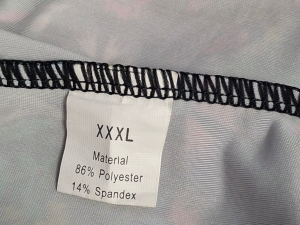 XXXL
Material
86% Polyester
14% Spandex